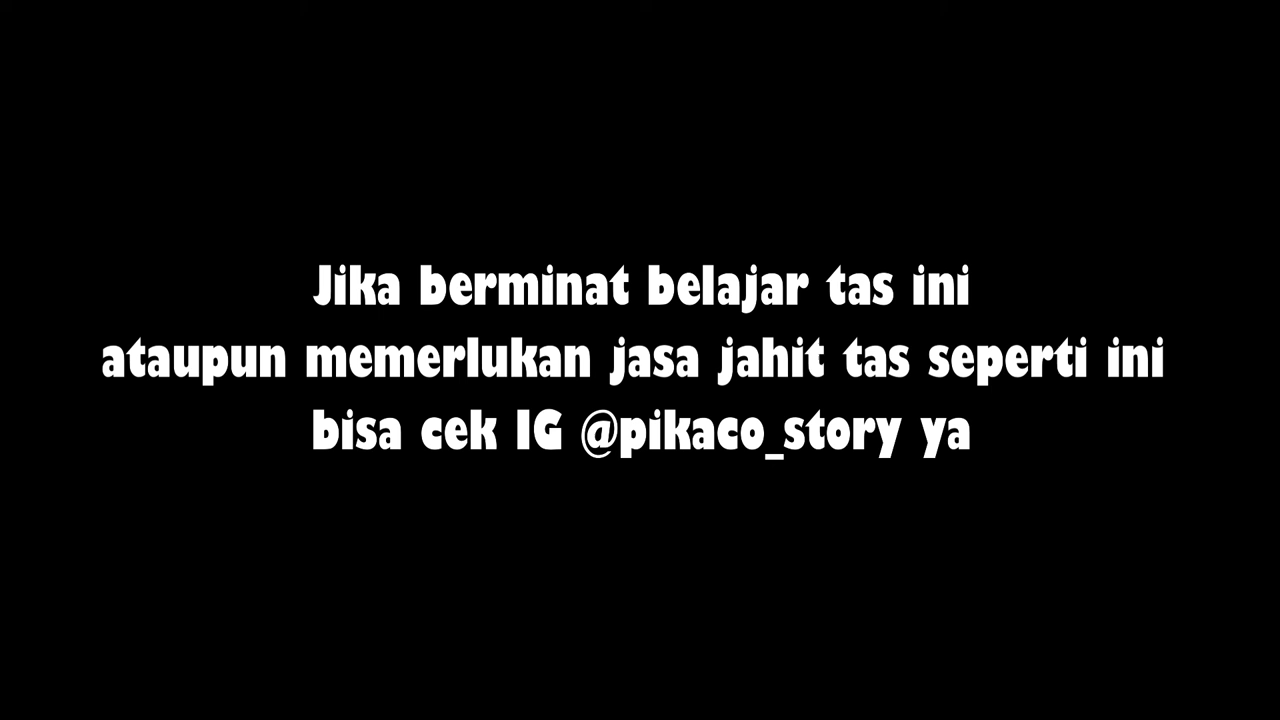 Jika berminat belajar tas ini
ataupun memerlukan jasa jahit tas seperti ini
bisa cek IG @pikaco_story ya